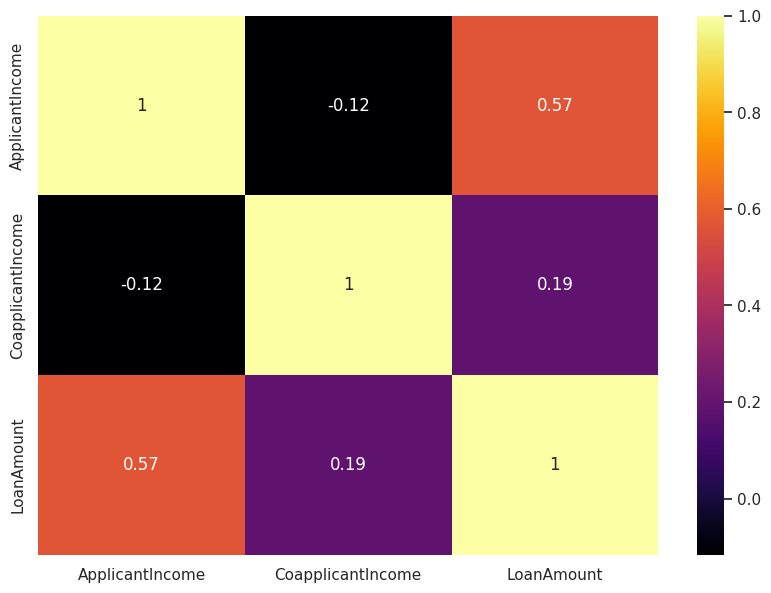 ApplicantIncome
1
-0.12
0.57
CoapplicantIncome
-0.12
1
0.19
LoanAmount
0.57
0.19
1
ApplicantIncome
CoapplicantIncome
LoanAmount
1.0
0.8
0.6
0.4
0.2
0.0